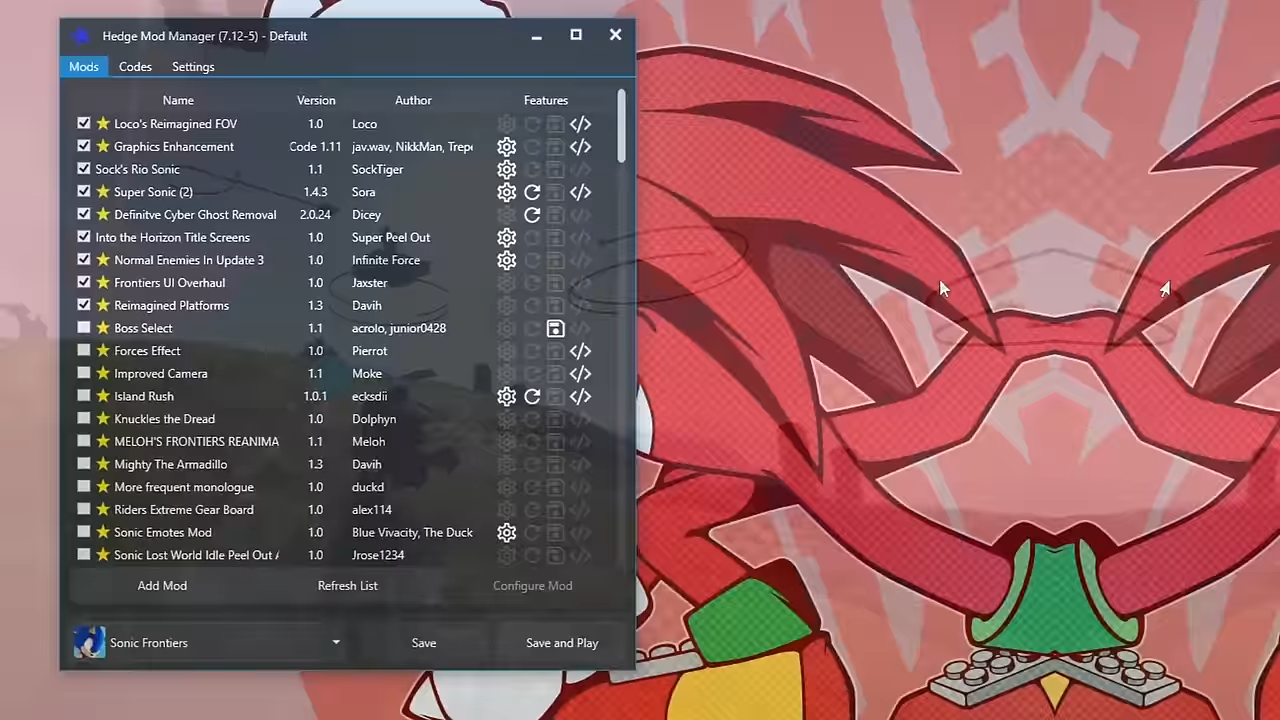 Hedge Mod Manager (7.12-5) - Default
Mods Codes Settings
Name Version Author Features
Loco's Reimagined FOV 1.0 Loco
Graphics Enhancement Code 1.11 jav.wav, NikkMan, Trepe
Sock's Rio Sonic 1.1 SockTiger
Super Sonic (2) 1.4.3 Sora
Definitve Cyber Ghost Removal 2.0.24 Dicey
Into the Horizon Title Screens 1.0 Super Peel Out
Normal Enemies In Update 3 1.0 Infinite Force
Frontiers UI Overhaul 1.0 Jaxster
Reimagined Platforms 1.3 Davih
Boss Select 1.1 acrolo, junior0428
Forces Effect 1.0 Pierrot
Improved Camera 1.1 Moke
Island Rush 1.0.1 ecksdii
Knuckles the Dread 1.0 Dolphyn
MELOH'S FRONTIERS REANIMA 1.1 Meloh
Mighty The Armadillo 1.3 Davih
More frequent monologue 1.0 duckd
Riders Extreme Gear Board 1.0 alex114
Sonic Emotes Mod 1.0 Blue Vivacity, The Duck
Sonic Lost World Idle Peel Out 1.0 Jrose1234
Add Mod Refresh List Configure Mod
Sonic Frontiers Save Save and Play